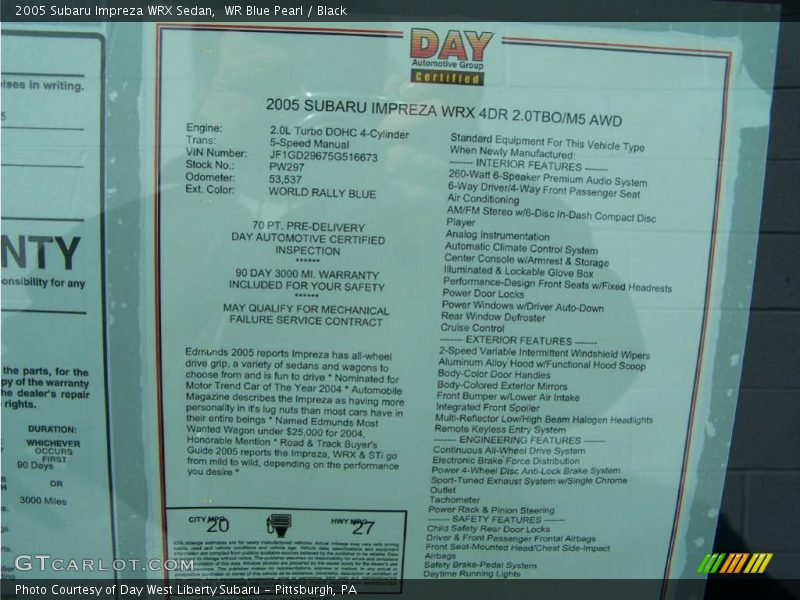 2005 Subaru Impreza WRX Sedan, WR Blue Pearl / Black
DAY
Automotive Group
Certified
2005 SUBARU IMPREZA WRX 4DR 2.0TBO/M5 AWD
Engine: 2.0L Turbo DOHC 4-Cylinder
Trans: 5-Speed Manual
VIN Number: JF1GD29675G516673
Stock No.: PW297
Odometer: 53,537
Ext. Color: WORLD RALLY BLUE
70 PT. PRE-DELIVERY
DAY AUTOMOTIVE CERTIFIED
INSPECTION
******
90 DAY 3000 MI. WARRANTY
INCLUDED FOR YOUR SAFETY
******
MAY QUALIFY FOR MECHANICAL
FAILURE SERVICE CONTRACT
Edmunds 2005 reports Impreza has all-wheel
drive grip, a variety of sedans and wagons to
choose from and is fun to drive * Nominated for
Motor Trend Car of The Year 2004 * Automobile
Magazine describes the Impreza as having more
personality in it's lug nuts than most cars have in
their entire beings * Named Edmunds Most
Wanted Wagon under $25,000 for 2004,
Honorable Mention * Road & Track Buyer's
Guide 2005 reports the Impreza, WRX & STi go
from mild to wild, depending on the performance
you desire *
CITY MPG 20
HWY MPG 27
Standard Equipment For This Vehicle Type
When Newly Manufactured:
------- INTERIOR FEATURES -------
260-Watt 6-Speaker Premium Audio System
6-Way Driver/4-Way Front Passenger Seat
Air Conditioning
AM/FM Stereo w/6-Disc In-Dash Compact Disc
Player
Analog Instrumentation
Automatic Climate Control System
Center Console w/Armrest & Storage
Illuminated & Lockable Glove Box
Performance-Design Front Seats w/Fixed Headrests
Power Door Locks
Power Windows w/Driver Auto-Down
Rear Window Defroster
Cruise Control
------- EXTERIOR FEATURES -------
2-Speed Variable Intermittent Windshield Wipers
Aluminum Alloy Hood w/Functional Hood Scoop
Body-Color Door Handles
Body-Colored Exterior Mirrors
Front Bumper w/Lower Air Intake
Integrated Front Spoiler
Multi-Reflector Low/High Beam Halogen Headlights
Remote Keyless Entry System
------- ENGINEERING FEATURES -------
Continuous All-Wheel Drive System
Electronic Brake Force Distribution
Power 4-Wheel Disc Anti-Lock Brake System
Sport-Tuned Exhaust System w/Single Chrome
Outlet
Tachometer
Power Rack & Pinion Steering
------- SAFETY FEATURES -------
Child Safety Rear Door Locks
Driver & Front Passenger Frontal Airbags
Front Seat-Mounted Head/Chest Side-Impact
Airbags
Safety Brake-Pedal System
Daytime Running Lights
ises in writing.
5
NTY
onsibility for any
the parts, for the
py of the warranty
he dealer's repair
rights.
DURATION:
WHICHEVER
OCCURS
FIRST
90 Days
OR
3000 Miles
GTCARLOT.COM
Photo Courtesy of Day West Liberty Subaru - Pittsburgh, PA